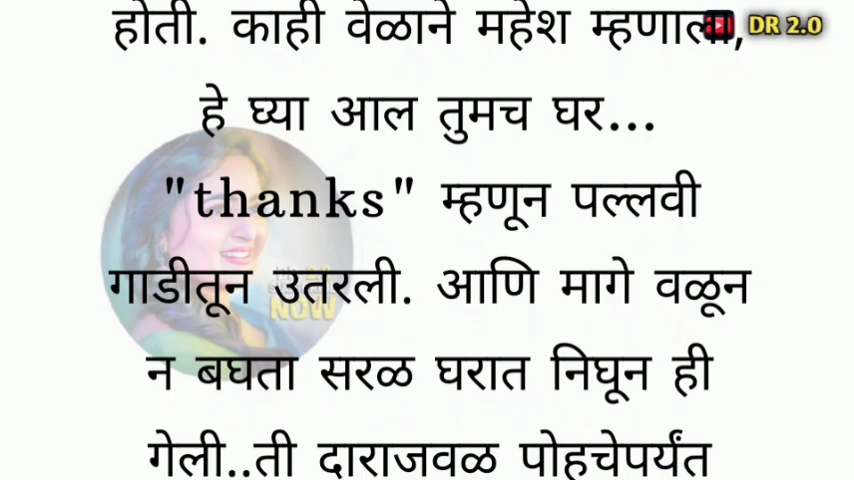 होती. काही वेळाने महेश म्हणाला,
DR 2.0
हे घ्या आल तुमच घर...
"thanks" म्हणून पल्लवी
गाडीतून उतरली. आणि मागे वळून
NOW
न बघता सरळ घरात निघून ही
गेली..ती दाराजवळ पोहचेपर्यंत